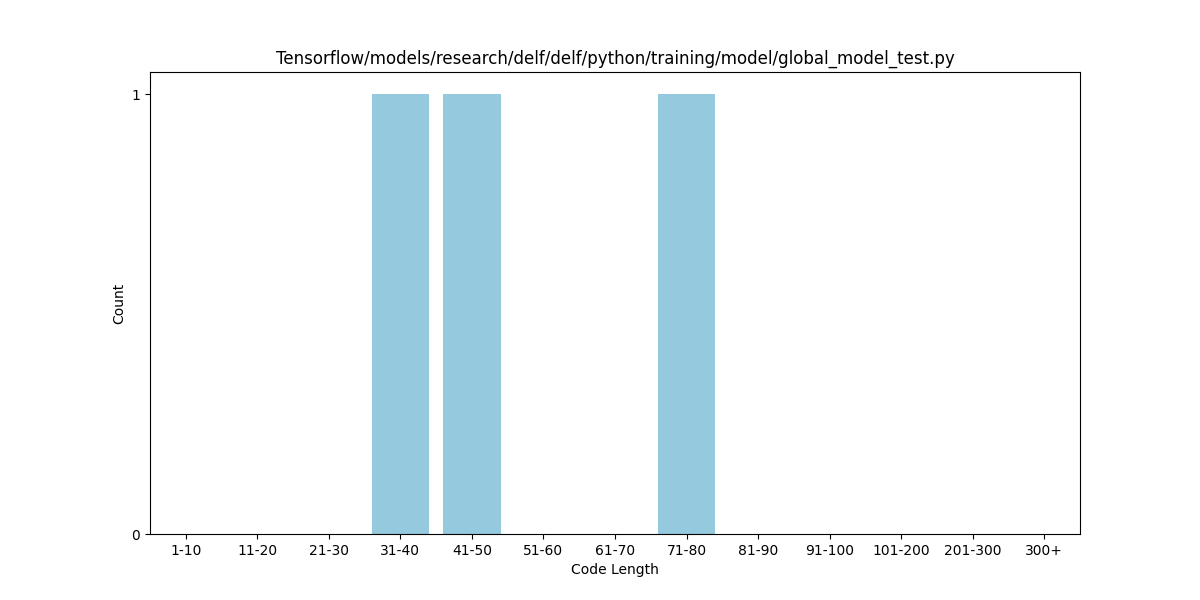 Tensorflow/models/research/delf/delf/python/training/model/global_model_test.py
1
Count
0
1-10 11-20 21-30 31-40 41-50 51-60 61-70 71-80 81-90 91-100 101-200 201-300 300+
Code Length